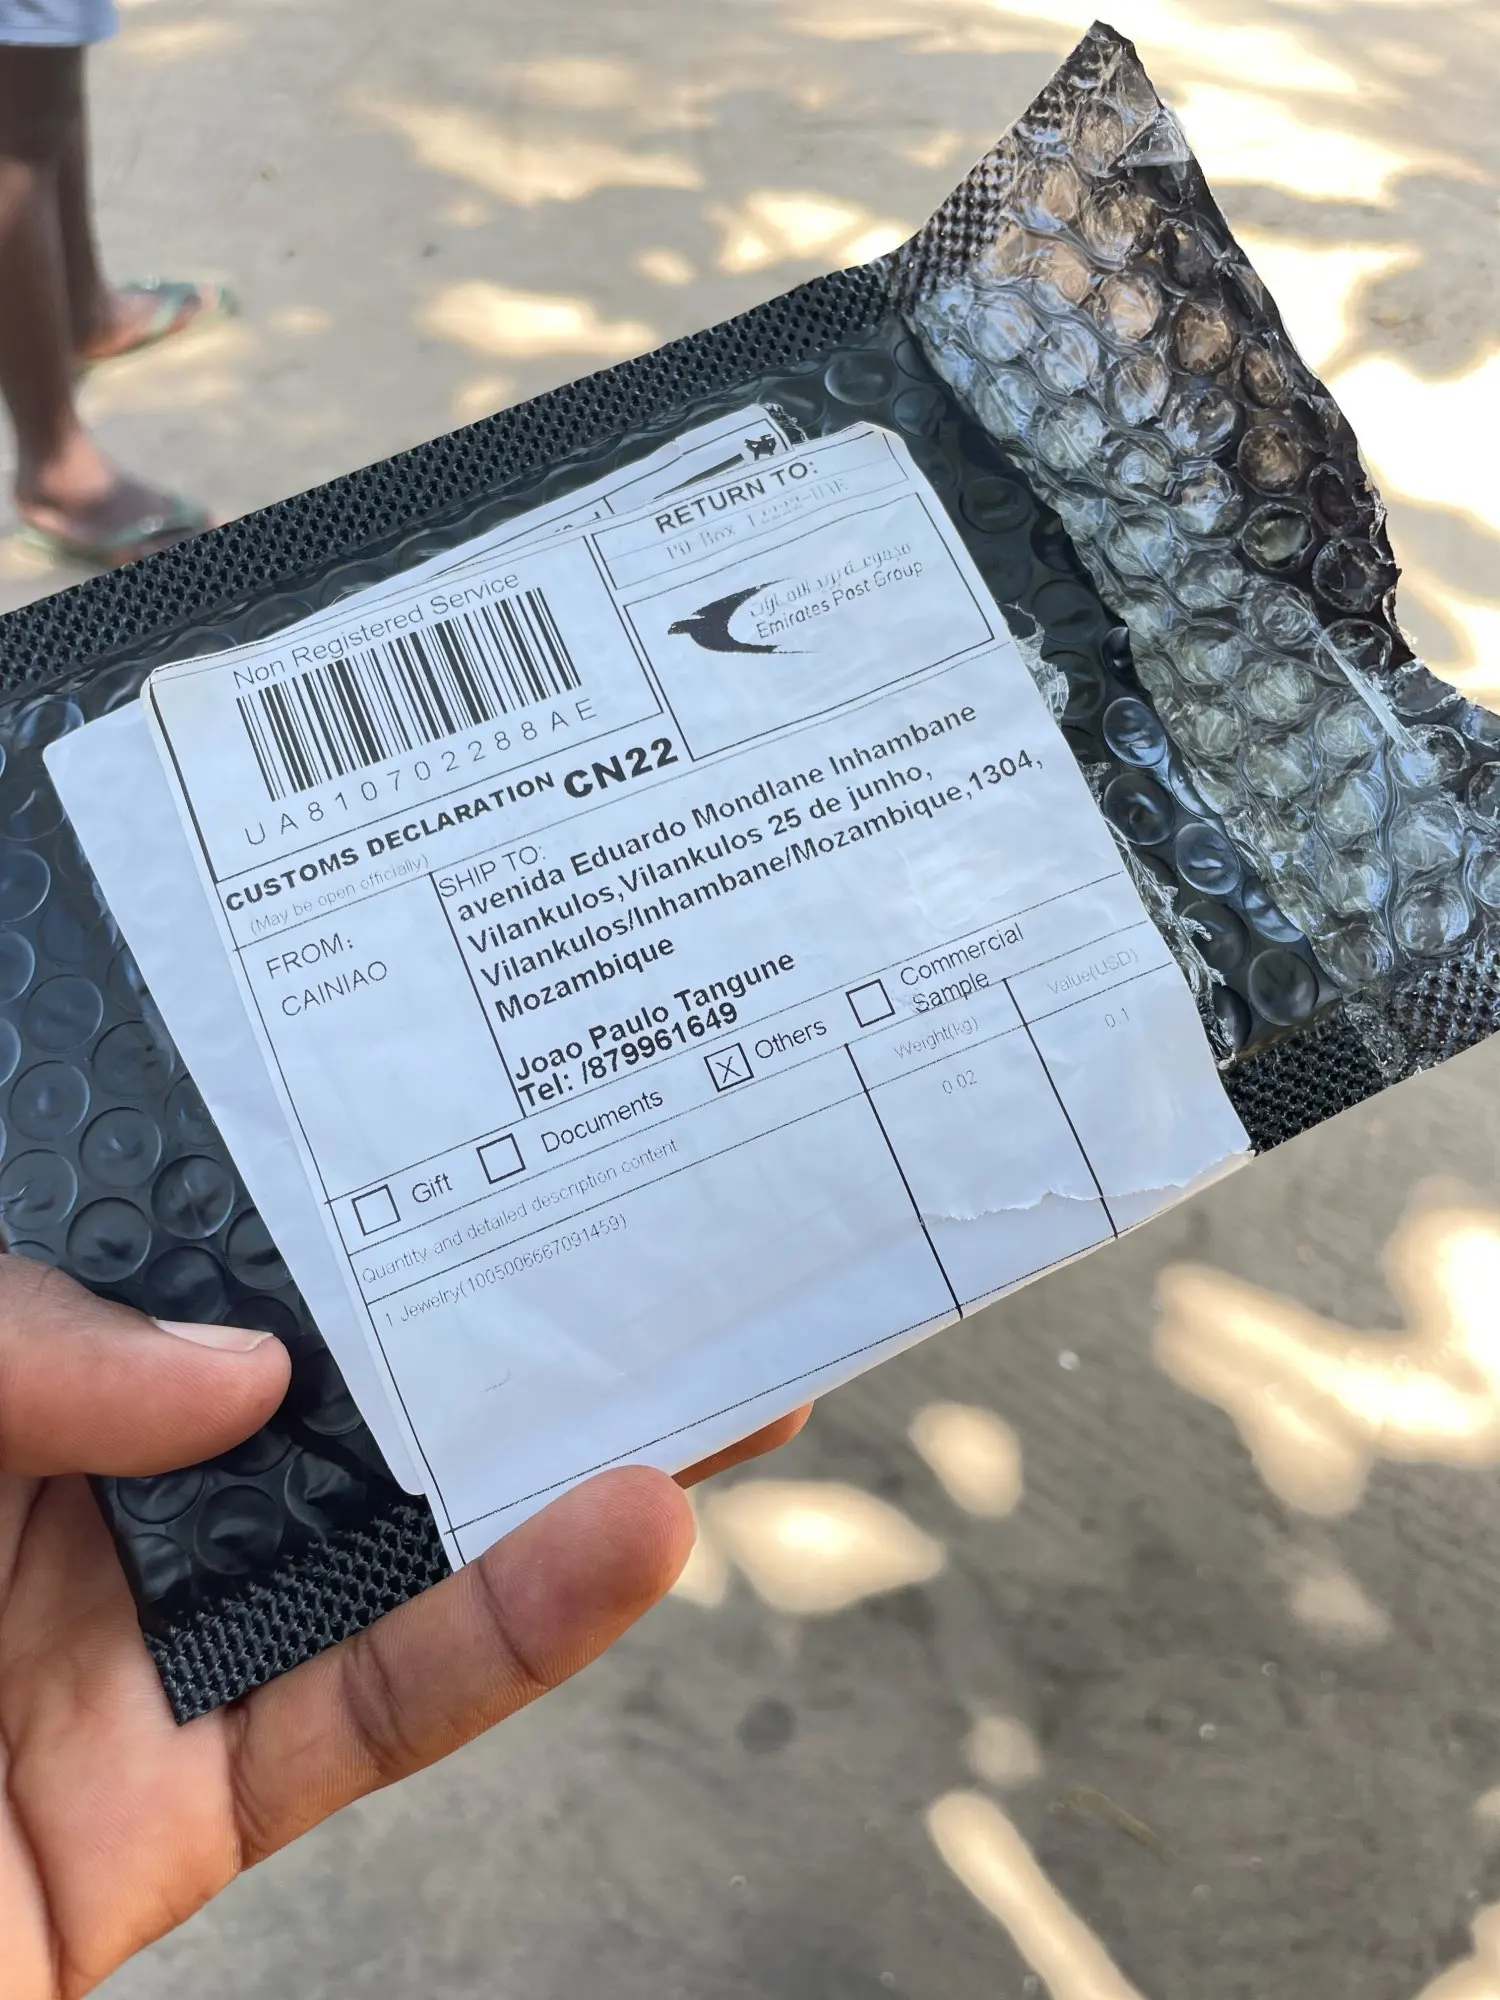 RETURN TO:
PO Box
Non Registered Service
UA810702288AE
Emirates Post Group
CUSTOMS DECLARATION CN22
(May be open officially)
FROM:
CAINIAO
SHIP TO:
avenida Eduardo Mondlane Inhambane
Vilankulos,Vilankulos 25 de junho,
Vilankulos/Inhambane/Mozambique,1304,
Mozambique
Joao Paulo Tangune
Tel: /879961649
Gift
Documents
X Others
Commercial Sample
Quantity and detailed description content
Weight(kg)
Value(USD)
1 Jewelry(1005006667091459)
0.02
0.1